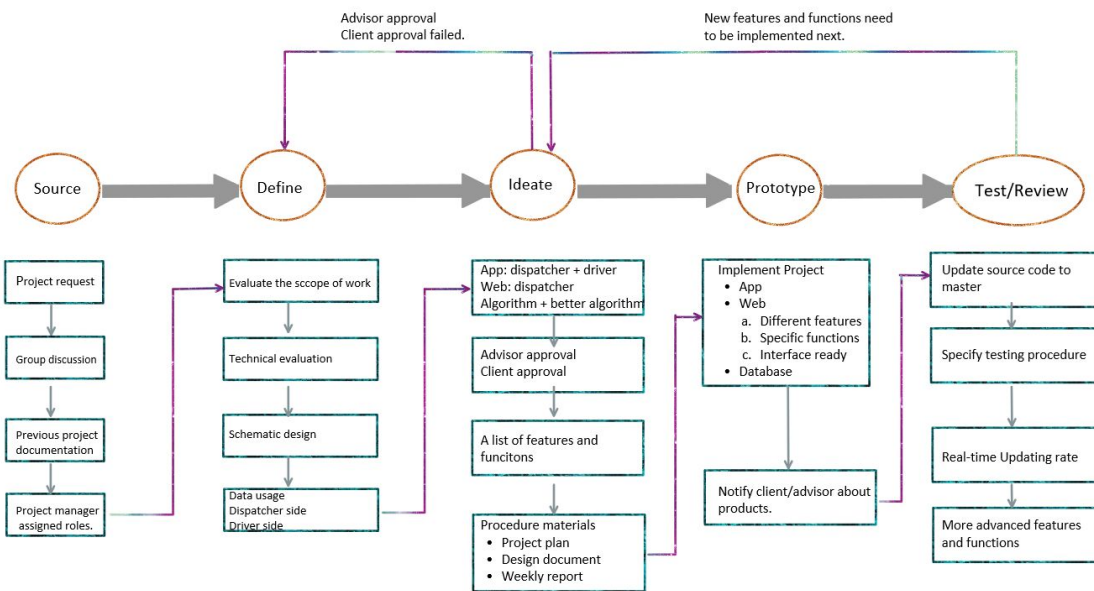 Advisor approval
Client approval failed.
New features and functions need
to be implemented next.
Source
Define
Ideate
Prototype
Test/Review
Project request
Group discussion
Previous project
documentation
Project manager
assigned roles.
Evaluate the sccope of work
Technical evaluation
Schematic design
Data usage
Dispatcher side
Driver side
App: dispatcher + driver
Web: dispatcher
Algorithm + better algorithm
Advisor approval
Client approval
A list of features and
funcitons
Procedure materials
• Project plan
• Design document
• Weekly report
Implement Project
• App
• Web
a. Different features
b. Specific functions
c. Interface ready
• Database
Notify client/advisor about
products.
Update source code to
master
Specify testing procedure
Real-time Updating rate
More advanced features
and functions